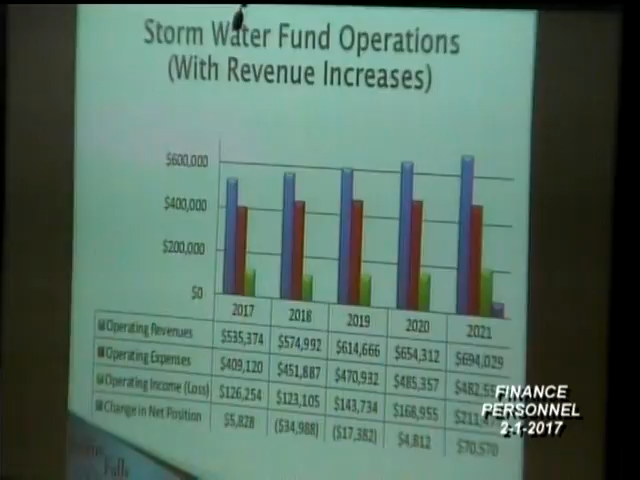 Storm Water Fund Operations
(With Revenue Increases)
$600,000
$400,000
$200,000
$0
2017 2018 2019 2020 2021
Operating Revenues $535,374 $574,992 $614,666 $654,312 $694,029
Operating Expenses $409,120 $451,887 $470,932 $485,357
Operating Income (Loss) $126,254 $123,105 $143,734 $168,955
Change in Net Position $5,828 ($34,988) ($17,382) $4,812 $70,570
FINANCE
PERSONNEL
2-1-2017
Falls